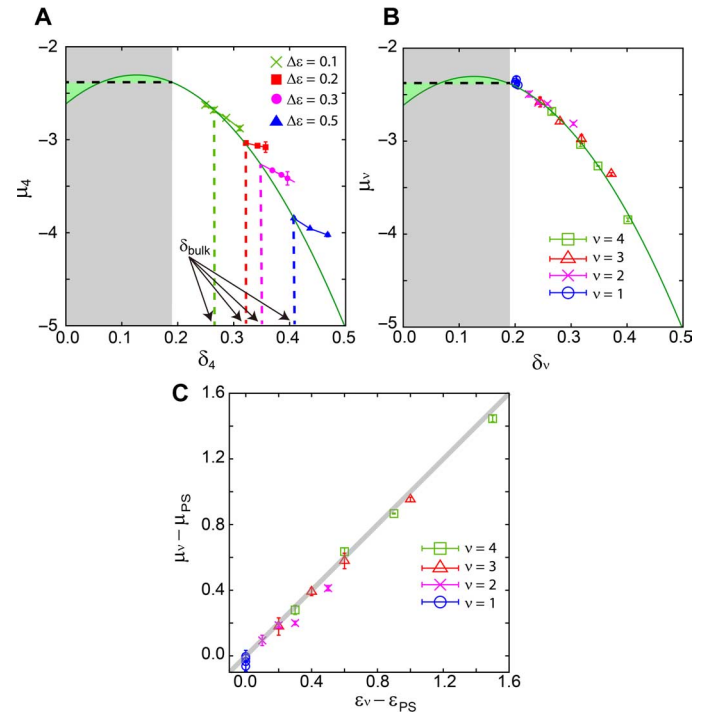 A
μ4
-2
-3
-4
-5
Δε = 0.1
Δε = 0.2
Δε = 0.3
Δε = 0.5
δbulk
0.0 0.1 0.2 0.3 0.4 0.5
δ4
B
μν
-2
-3
-4
-5
ν = 4
ν = 3
ν = 2
ν = 1
0.0 0.1 0.2 0.3 0.4 0.5
δν
C
μν − μPS
1.6
1.2
0.8
0.4
0.0
ν = 4
ν = 3
ν = 2
ν = 1
0.0 0.4 0.8 1.2 1.6
εν − εPS